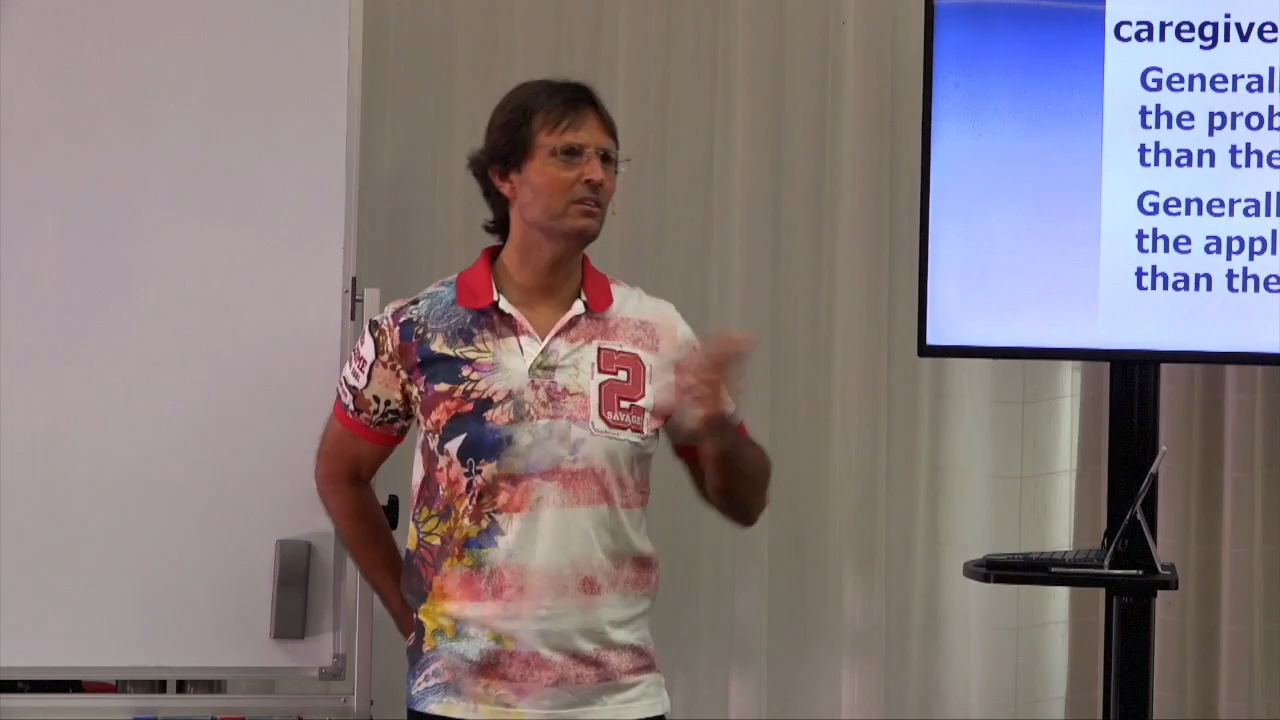 caregive
Generall
the prob
than the
Generall
the appl
than the
2
SAVAGE